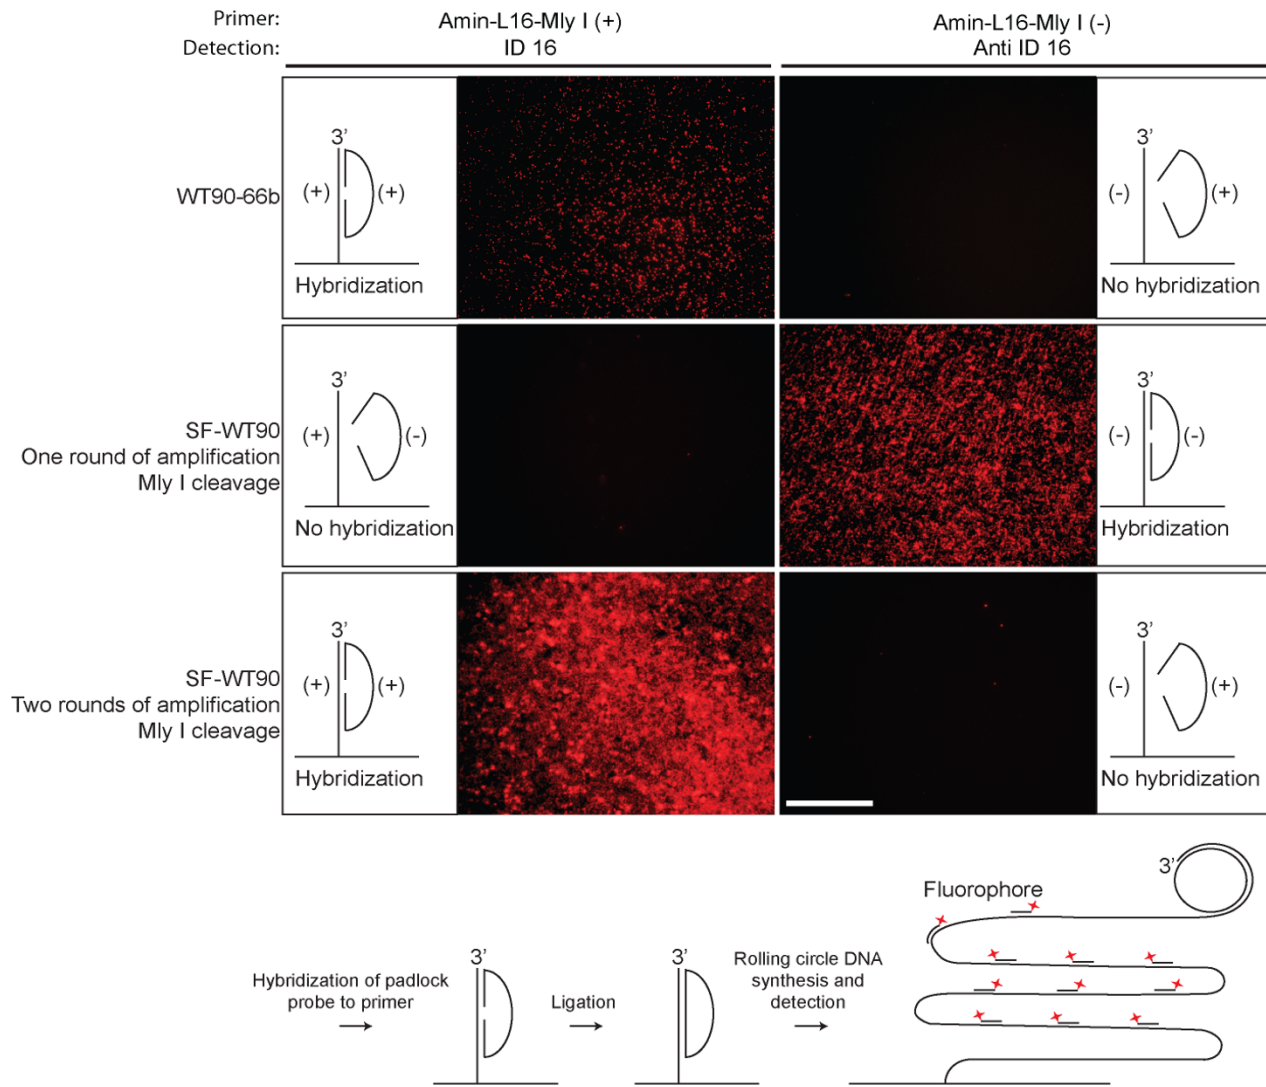 Primer:
Amin-L16-Mly I (+)
Amin-L16-Mly I (-)
Detection:
ID 16
Anti ID 16
WT90-66b
3'
(+)
(+)
Hybridization
3'
(-)
(+)
No hybridization
SF-WT90
One round of amplification
Mly I cleavage
3'
(+)
(-)
No hybridization
3'
(-)
(-)
Hybridization
SF-WT90
Two rounds of amplification
Mly I cleavage
3'
(+)
(+)
Hybridization
3'
(-)
(+)
No hybridization
Hybridization of padlock
probe to primer
3'
Ligation
3'
Rolling circle DNA
synthesis and
detection
Fluorophore
3'